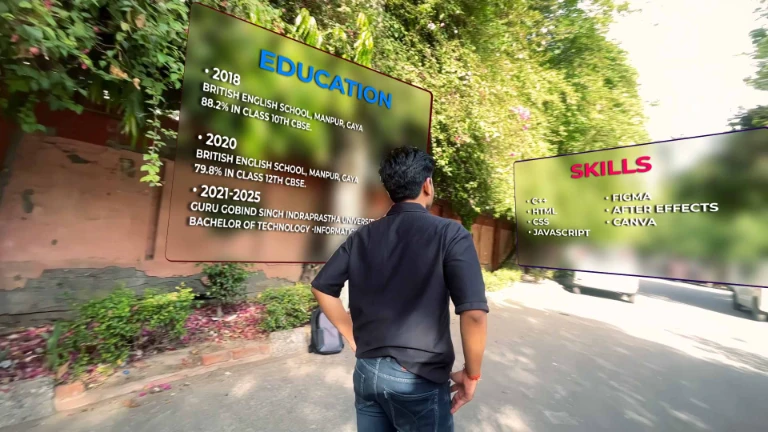 EDUCATION
• 2018
BRITISH ENGLISH SCHOOL, MANPUR, GAYA
88.2% IN CLASS 10TH CBSE.
• 2020
BRITISH ENGLISH SCHOOL, MANPUR, GAYA
79.8% IN CLASS 12TH CBSE.
• 2021-2025
GURU GOBIND SINGH INDRAPRASTHA
BACHELOR OF TECHNOLOGY -INFORMATI
SKILLS
• C++
• HTML
• CSS
• JAVASCRIPT
• FIGMA
• AFTER EFFECTS
• CANVA